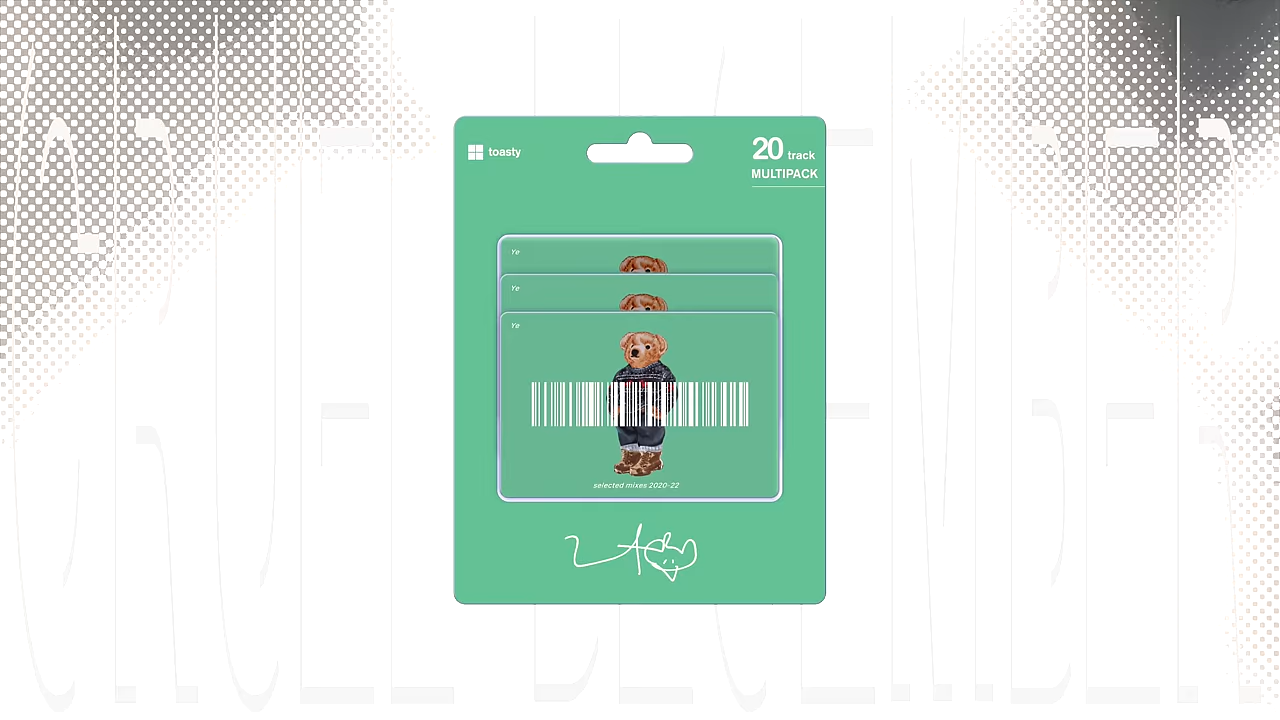 toasty
20 track
MULTIPACK
Ye
Ye
Ye
selected mixes 2020-22